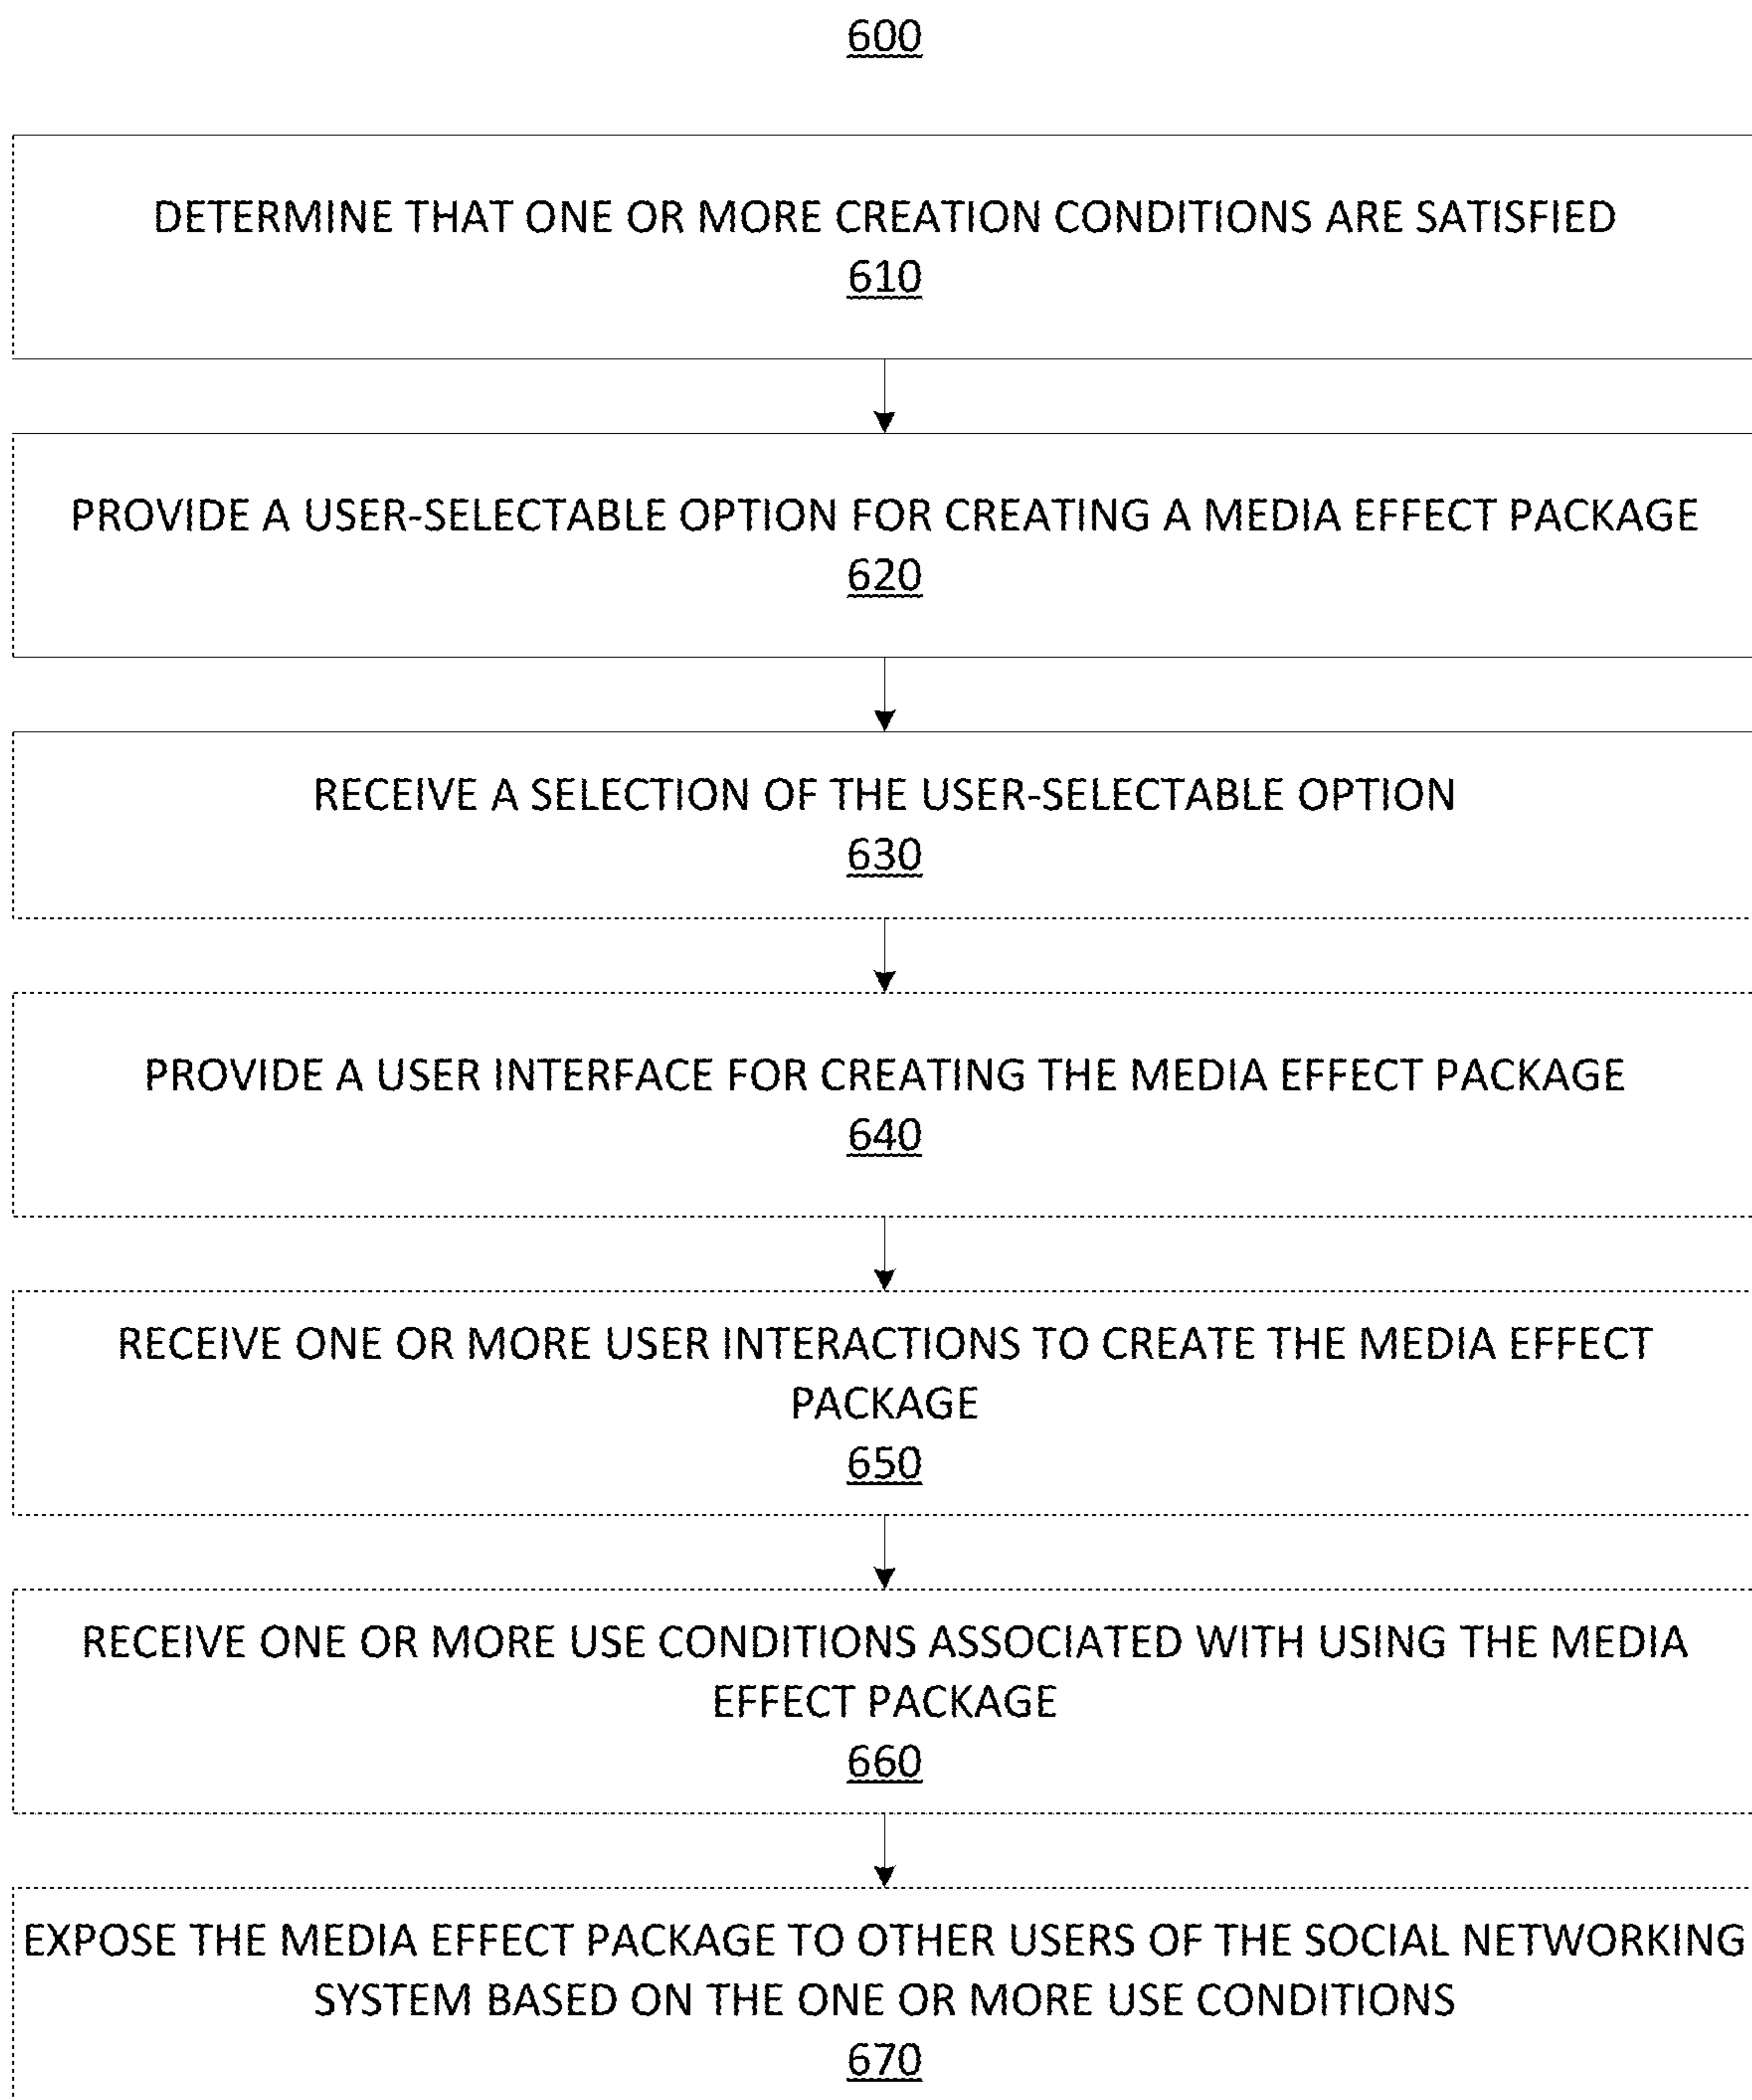 600
DETERMINE THAT ONE OR MORE CREATION CONDITIONS ARE SATISFIED
610
PROVIDE A USER-SELECTABLE OPTION FOR CREATING A MEDIA EFFECT PACKAGE
620
RECEIVE A SELECTION OF THE USER-SELECTABLE OPTION
630
PROVIDE A USER INTERFACE FOR CREATING THE MEDIA EFFECT PACKAGE
640
RECEIVE ONE OR MORE USER INTERACTIONS TO CREATE THE MEDIA EFFECT
PACKAGE
650
RECEIVE ONE OR MORE USE CONDITIONS ASSOCIATED WITH USING THE MEDIA
EFFECT PACKAGE
660
EXPOSE THE MEDIA EFFECT PACKAGE TO OTHER USERS OF THE SOCIAL NETWORKING
SYSTEM BASED ON THE ONE OR MORE USE CONDITIONS
670